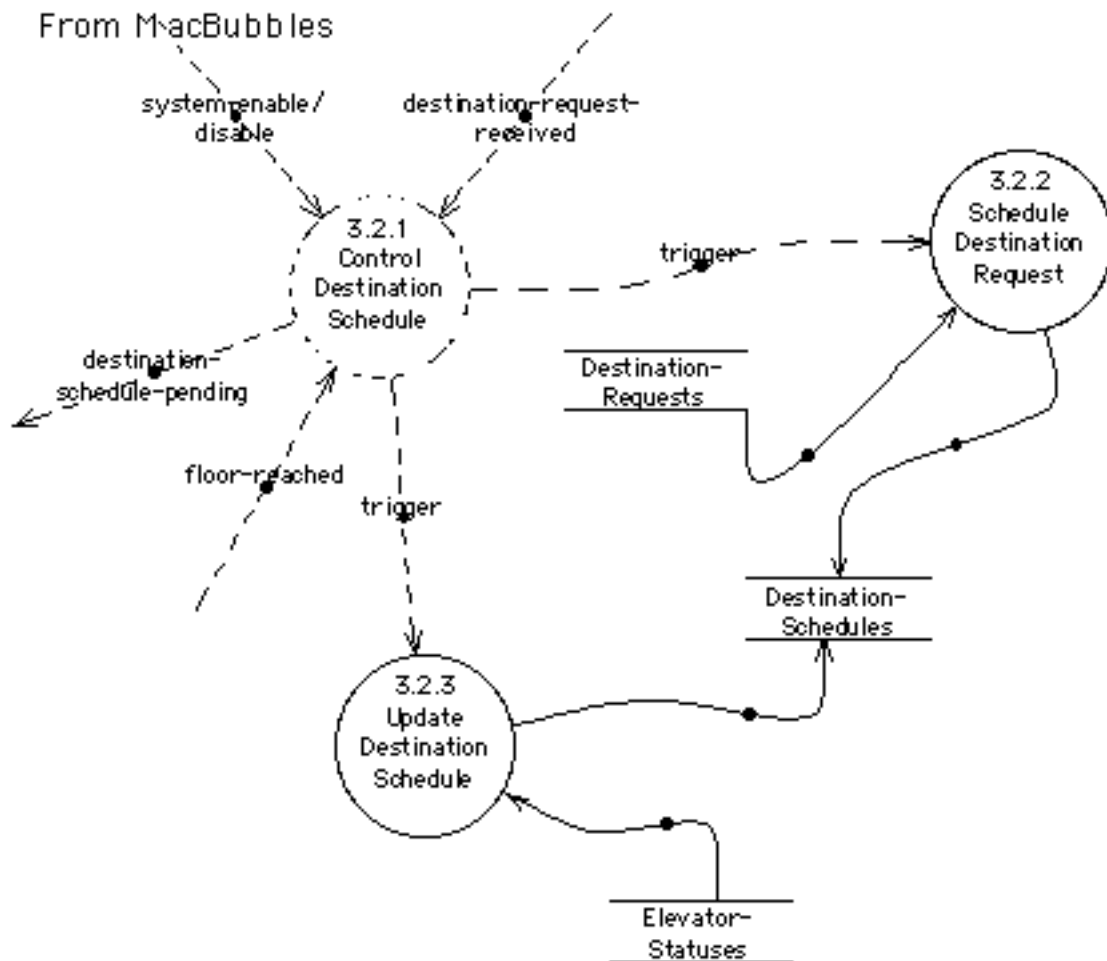 From MacBubbles
system-enable/
disable
destination-request-
received
3.2.1
Control
Destination
Schedule
trigger
3.2.2
Schedule
Destination
Request
destination-
schedule-pending
Destination-
Requests
floor-reached
trigger
Destination-
Schedules
3.2.3
Update
Destination
Schedule
Elevator-
Statuses